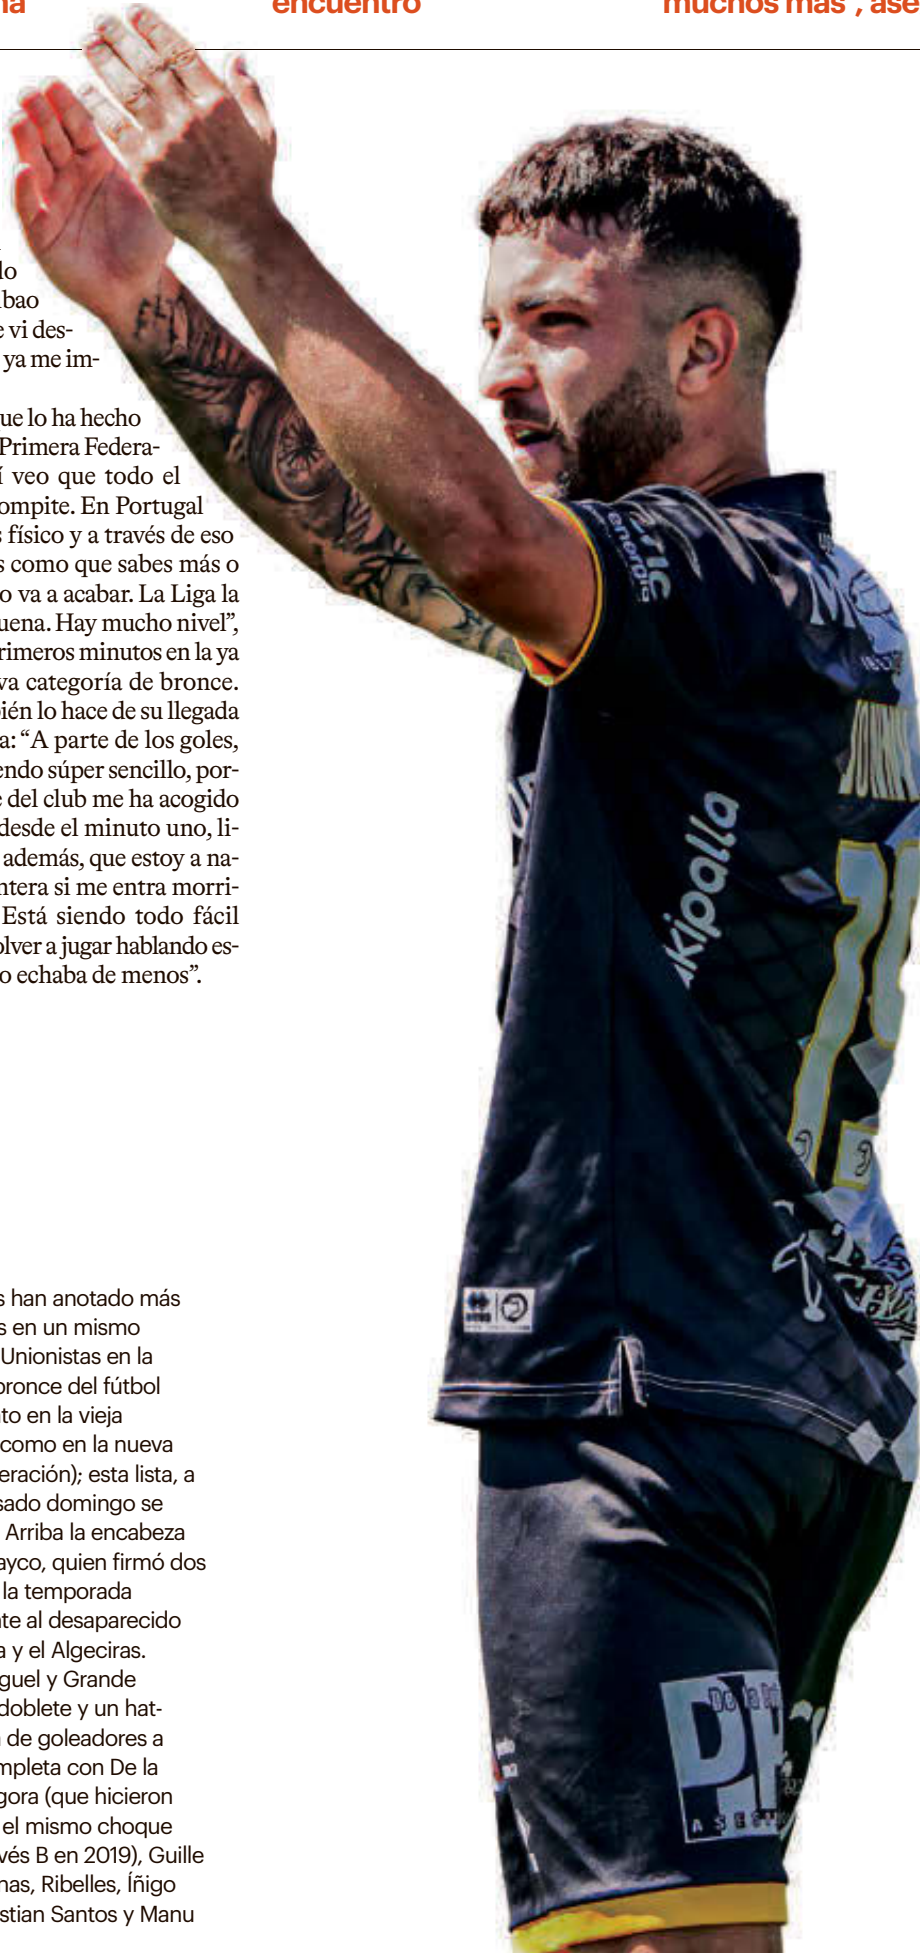 na
encuentro
muchos más”, ase
lo
bao
e vi des-
ya me im-
ue lo ha hecho
Primera Federa-
í veo que todo el
ompite. En Portugal
s físico y a través de eso
s como que sabes más o
o va a acabar. La Liga la
uena. Hay mucho nivel”,
rimeros minutos en la ya
va categoría de bronce.
bién lo hace de su llegada
a: “A parte de los goles,
endo súper sencillo, por-
e del club me ha acogido
desde el minuto uno, li-
además, que estoy a na-
ntera si me entra morri-
Está siendo todo fácil
olver a jugar hablando es-
o echaba de menos”.
s han anotado más
s en un mismo
Unionistas en la
bronce del fútbol
to en la vieja
como en la nueva
eración); esta lista, a
sado domingo se
Arriba la encabeza
ayco, quien firmó dos
la temporada
te al desaparecido
a y el Algeciras.
guel y Grande
doblete y un hat-
de goleadores a
mpleta con De la
gora (que hicieron
el mismo choque
vés B en 2019), Guille
nas, Ribelles, Íñigo
stian Santos y Manu
energía
kipalla
JONNY
29